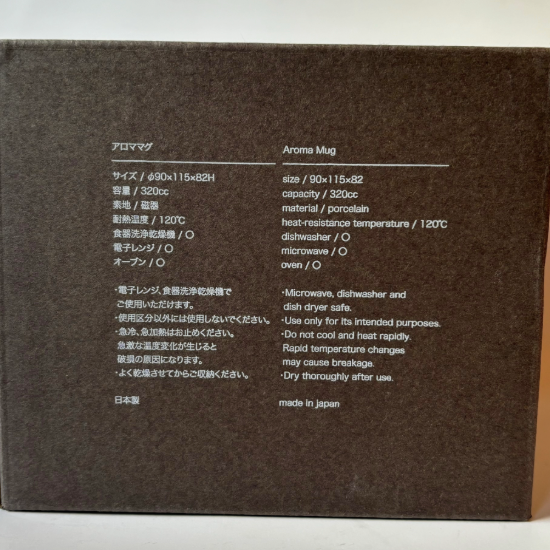 アロママグ
サイズ / φ90×115×82H
容量 / 320cc
素地 / 磁器
耐熱温度 / 120℃
食器洗浄乾燥機 / ○
電子レンジ / ○
オーブン / ○
・電子レンジ、食器洗浄乾燥機で
ご使用いただけます。
・使用区分以外には使用しないでください。
・急冷、急加熱はお止めください。
急激な温度変化が生じると
破損の原因になります。
・よく乾燥させてからご収納ください。
日本製
Aroma Mug
size / 90×115×82
capacity / 320cc
material / porcelain
heat-resistance temperature / 120℃
dishwasher / ○
microwave / ○
oven / ○
・Microwave, dishwasher and
dish dryer safe.
・Use only for its intended purposes.
・Do not cool and heat rapidly.
Rapid temperature changes
may cause breakage.
・Dry thoroughly after use.
made in japan